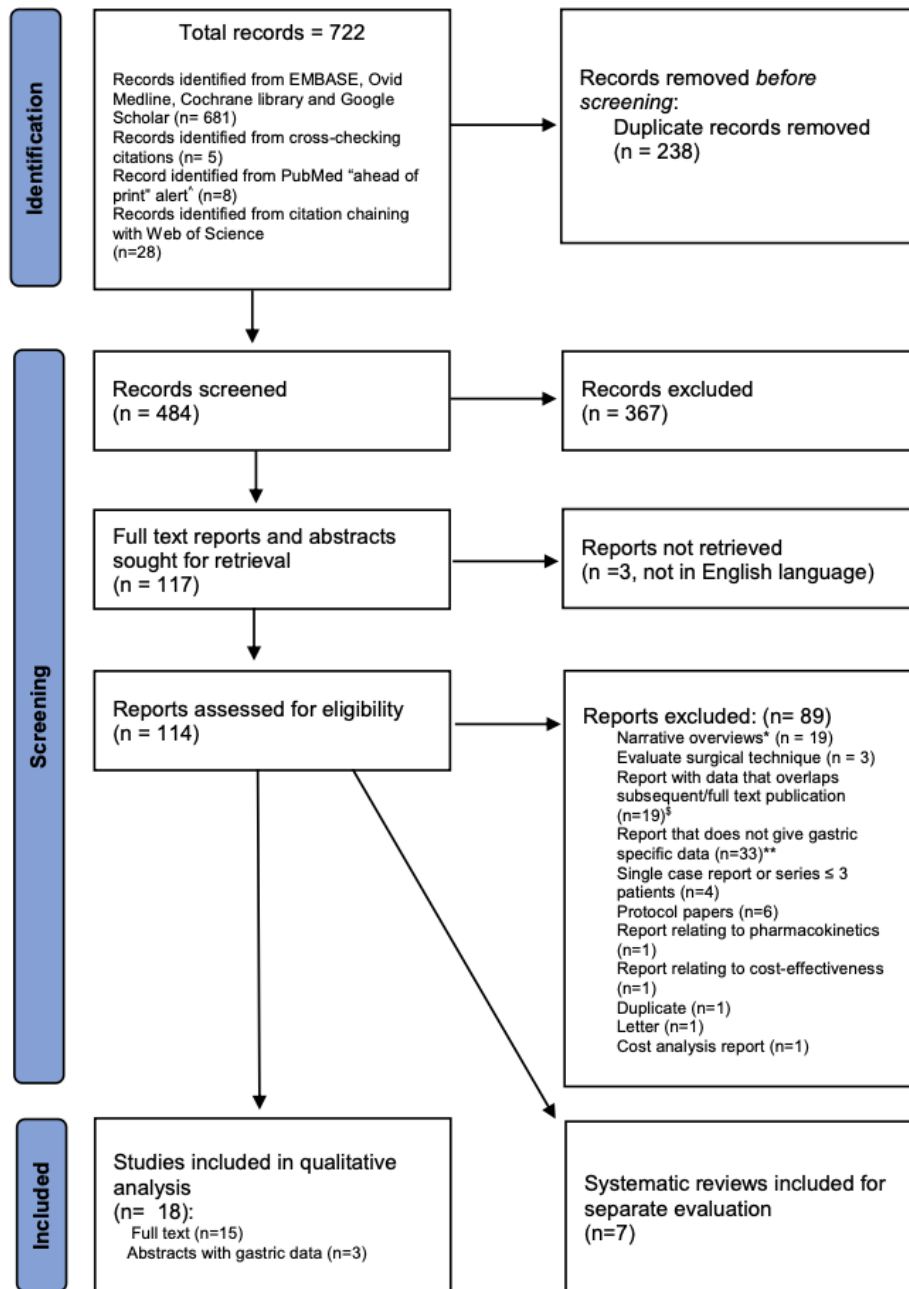 Identification
Total records = 722
Records identified from EMBASE, Ovid
Medline, Cochrane library and Google
Scholar (n= 681)
Records identified from cross-checking
citations (n= 5)
Record identified from PubMed “ahead of
print” alert^ (n=8)
Records identified from citation chaining
with Web of Science
(n=28)
Records removed before
screening:
Duplicate records removed
(n = 238)
Screening
Records screened
(n = 484)
Records excluded
(n = 367)
Full text reports and abstracts
sought for retrieval
(n = 117)
Reports not retrieved
(n =3, not in English language)
Reports assessed for eligibility
(n = 114)
Reports excluded: (n= 89)
Narrative overviews* (n = 19)
Evaluate surgical technique (n = 3)
Report with data that overlaps
subsequent/full text publication
(n=19)$
Report that does not give gastric
specific data (n=33)**
Single case report or series ≤ 3
patients (n=4)
Protocol papers (n=6)
Report relating to pharmacokinetics
(n=1)
Report relating to cost-effectiveness
(n=1)
Duplicate (n=1)
Letter (n=1)
Cost analysis report (n=1)
Included
Studies included in qualitative
analysis
(n= 18):
Full text (n=15)
Abstracts with gastric data (n=3)
Systematic reviews included for
separate evaluation
(n=7)